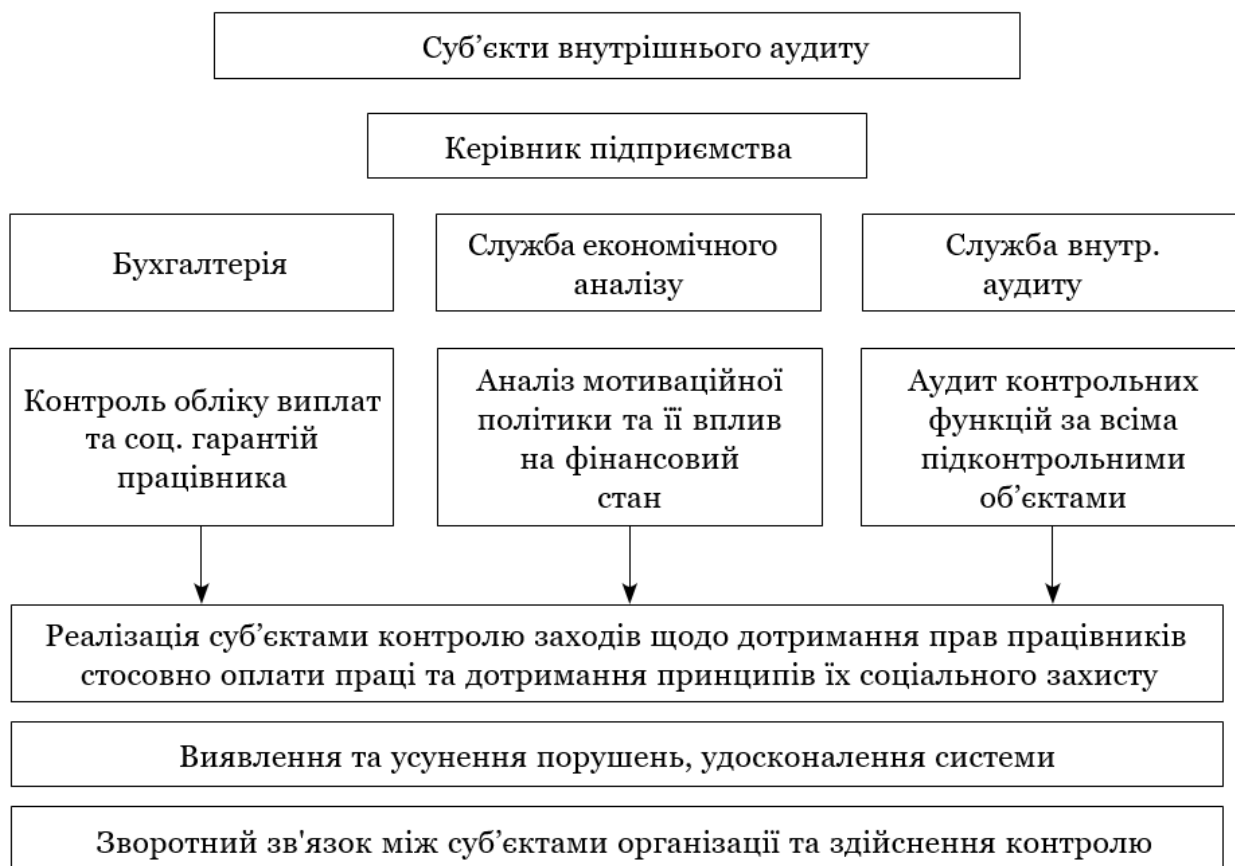 Суб’єкти внутрішнього аудиту
Керівник підприємства
Бухгалтерія
Служба економічного
аналізу
Служба внутр.
аудиту
Контроль обліку виплат
та соц. гарантій
працівника
Аналіз мотиваційної
політики та її вплив
на фінансовий
стан
Аудит контрольних
функцій за всіма
підконтрольними
об’єктами
Реалізація суб’єктами контролю заходів щодо дотримання прав працівників
стосовно оплати праці та дотримання принципів їх соціального захисту
Виявлення та усунення порушень, удосконалення системи
Зворотний зв'язок між суб’єктами організації та здійснення контролю